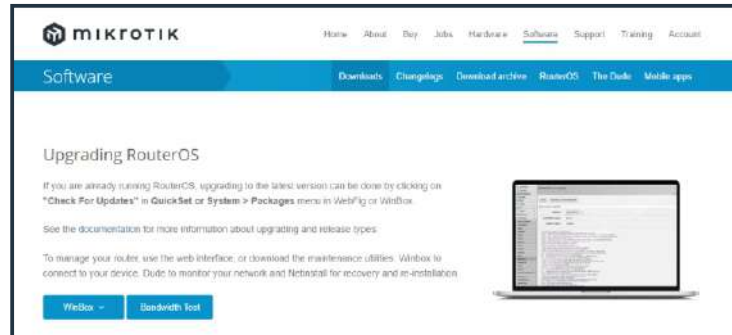 mikrotik
Home About Buy Jobs Hardware Software Support Training Account
Software
Downloads Changelogs Download archive RouterOS The Dude Mobile apps
Upgrading RouterOS
If you are already running RouterOS, upgrading to the latest version can be done by clicking on
"Check For Updates" in QuickSet or System > Packages menu in WebFig or WinBox.
See the documentation for more information about upgrading and release types.
To manage your router, use the web interface, or download the maintenance utilities. Winbox to
connect to your device, Dude to monitor your network and Netinstall for recovery and re-installation
WinBox
Bandwidth Test